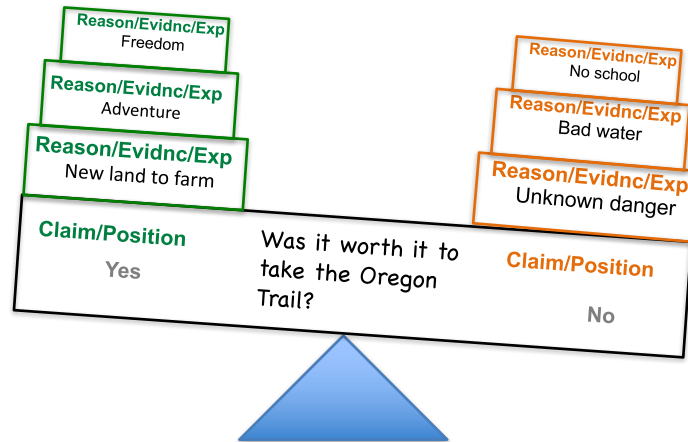 Reason/Evidnc/Exp
Freedom
Reason/Evidnc/Exp
Adventure
Reason/Evidnc/Exp
New land to farm
Reason/Evidnc/Exp
No school
Reason/Evidnc/Exp
Bad water
Reason/Evidnc/Exp
Unknown danger
Claim/Position
Yes
Was it worth it to
take the Oregon
Trail?
Claim/Position
No